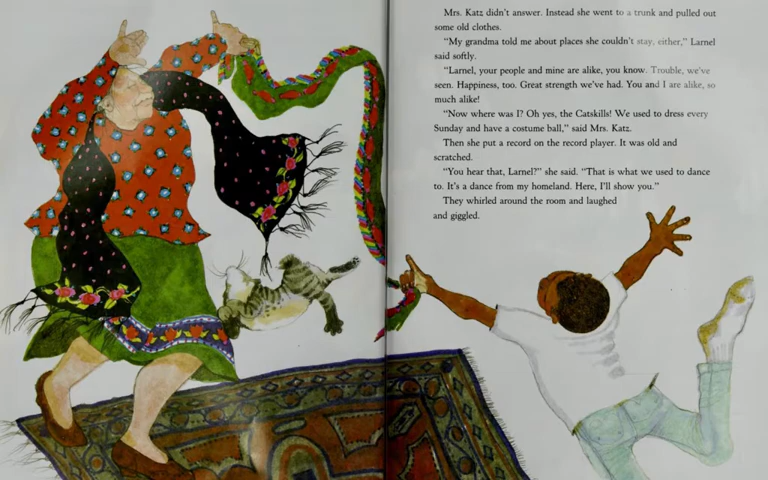 Mrs. Katz didn't answer. Instead she went to a trunk and pulled out
some old clothes.
"My grandma told me about places she couldn't stay, either," Larnel
said softly.
"Larnel, your people and mine are alike, you know. Trouble, we've
seen. Happiness, too. Great strength we've had. You and I are alike, so
much alike!
"Now where was I? Oh yes, the Catskills! We used to dress every
Sunday and have a costume ball," said Mrs. Katz.
Then she put a record on the record player. It was old and
scratched.
"You hear that, Larnel?" she said. "That is what we used to dance
to. It's a dance from my homeland. Here, I'll show you."
They whirled around the room and laughed
and giggled.